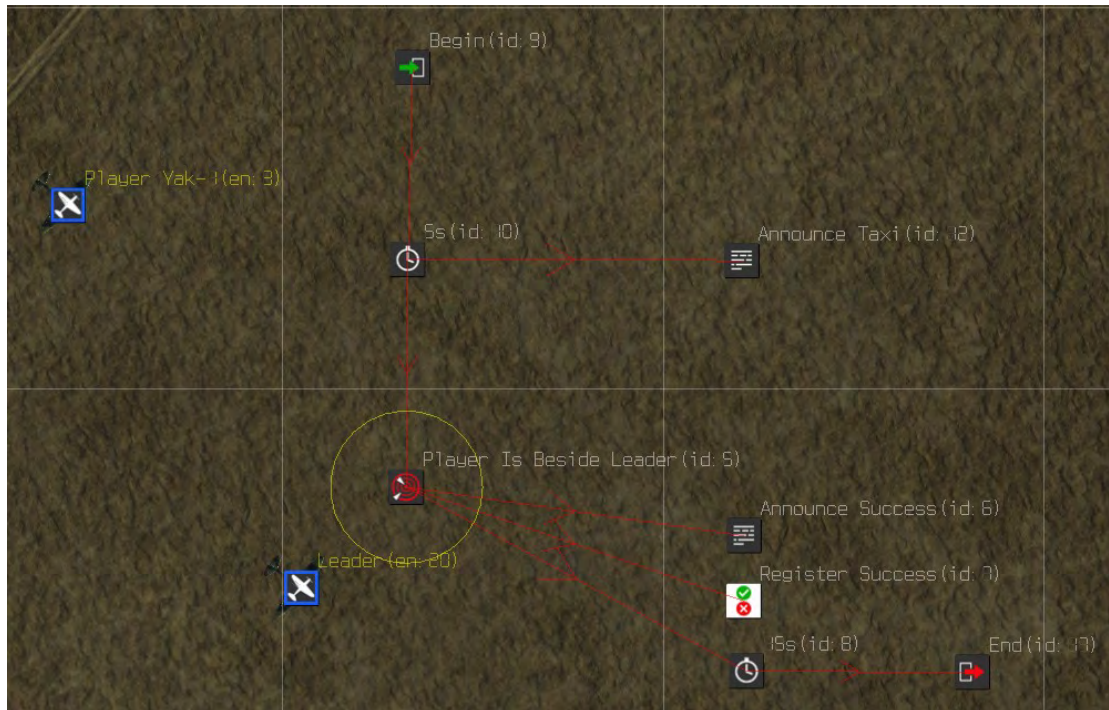 Begin(id: 9)
Player Yak-1(en: 3)
5s(id: 10)
Announce Taxi(id: 12)
Player Is Beside Leader(id: 5)
Announce Success(id: 6)
Leader(en: 20)
Register Success(id: 7)
15s(id: 8)
End(id: 17)